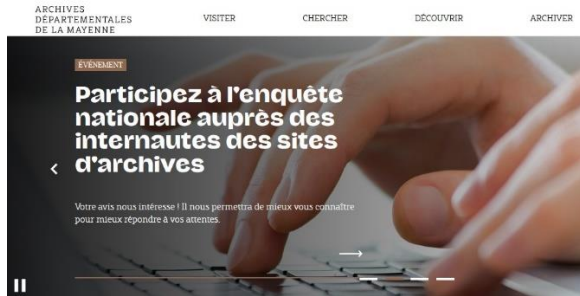 ARCHIVES
DÉPARTEMENTALES
DE LA MAYENNE
VISITER
CHERCHER
DÉCOUVRIR
ARCHIVER
ÉVÉNEMENT
Participez à l'enquête
nationale auprès des
internautes des sites
d'archives
Votre avis nous intéresse ! Il nous permettra de mieux vous connaître
pour mieux répondre à vos attentes.